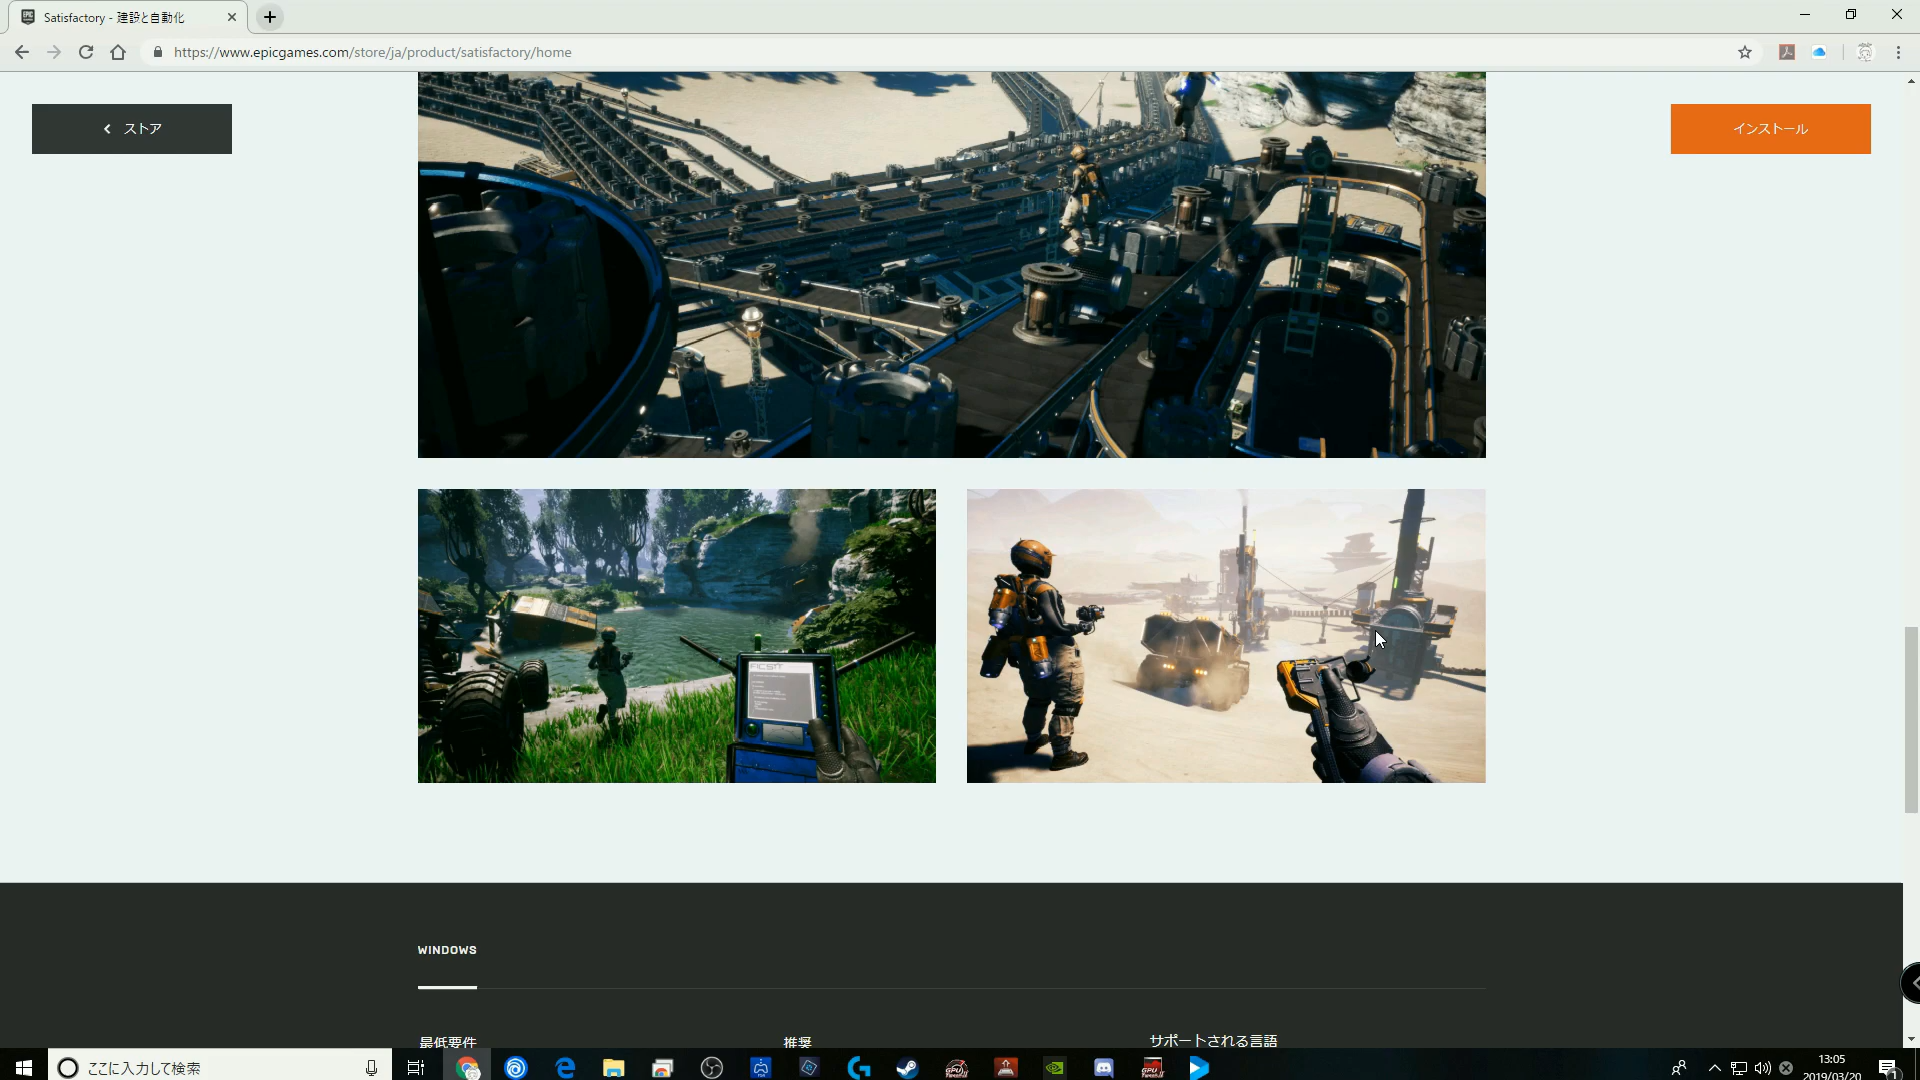 Satisfactory - 建設と自動化
https://www.epicgames.com/store/ja/product/satisfactory/home
ストア
インストール
FICSIT
WINDOWS
最低要件
推奨
サポートされる言語
ここに入力して検索
13:05
2019/03/20